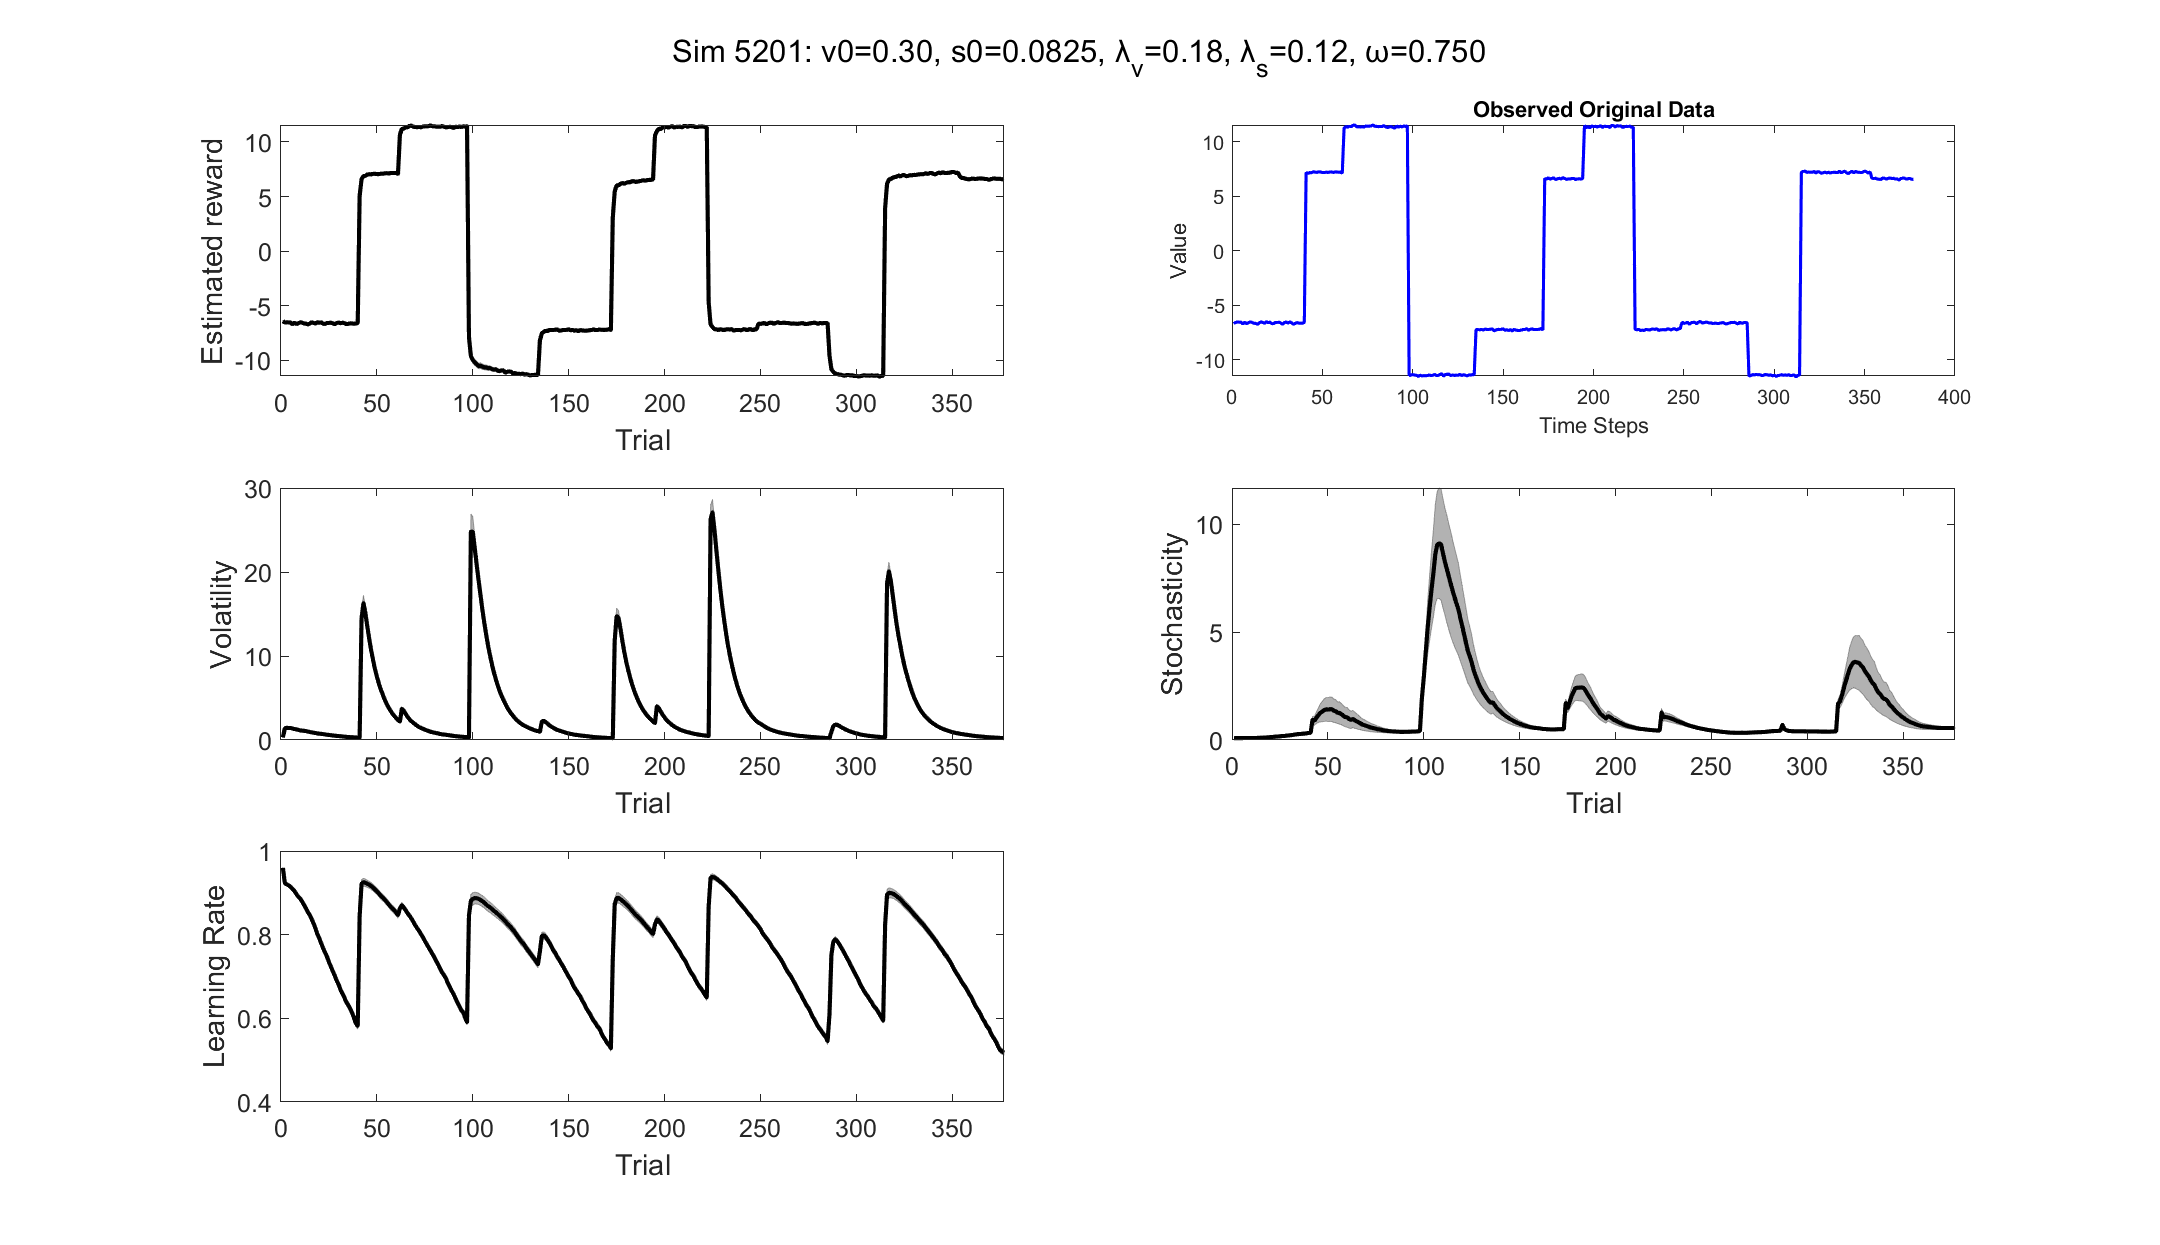 Sim 5201: v0=0.30, s0=0.0825, λv=0.18, λs=0.12, ω=0.750
Estimated reward
10
5
0
-5
-10
0 50 100 150 200 250 300 350
Trial
Observed Original Data
Value
10
5
0
-5
-10
0 50 100 150 200 250 300 350 400
Time Steps
Volatility
30
20
10
0
0 50 100 150 200 250 300 350
Trial
Stochasticity
10
5
0
0 50 100 150 200 250 300 350
Trial
Learning Rate
1
0.8
0.6
0.4
0 50 100 150 200 250 300 350
Trial